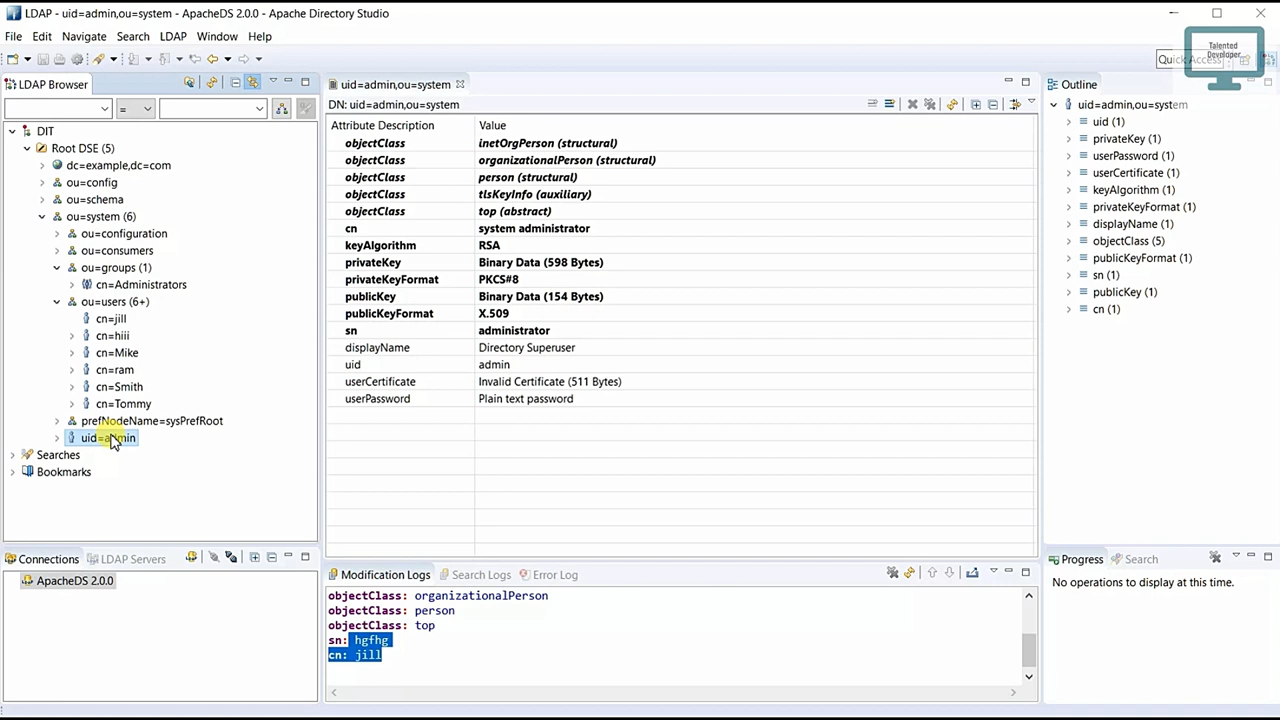 LDAP - uid=admin,ou=system - ApacheDS 2.0.0 - Apache Directory Studio
File Edit Navigate Search LDAP Window Help
Talented
Developer
Quick Access
LDAP Browser
=
DIT
Root DSE (5)
dc=example,dc=com
ou=config
ou=schema
ou=system (6)
ou=configuration
ou=consumers
ou=groups (1)
cn=Administrators
ou=users (6+)
cn=jill
cn=hiii
cn=Mike
cn=ram
cn=Smith
cn=Tommy
prefNodeName=sysPrefRoot
uid=admin
Searches
Bookmarks
uid=admin,ou=system
DN: uid=admin,ou=system
Attribute Description Value
objectClass inetOrgPerson (structural)
objectClass organizationalPerson (structural)
objectClass person (structural)
objectClass tlsKeyInfo (auxiliary)
objectClass top (abstract)
cn system administrator
keyAlgorithm RSA
privateKey Binary Data (598 Bytes)
privateKeyFormat PKCS#8
publicKey Binary Data (154 Bytes)
publicKeyFormat X.509
sn administrator
displayName Directory Superuser
uid admin
userCertificate Invalid Certificate (511 Bytes)
userPassword Plain text password
Outline
uid=admin,ou=system
uid (1)
privateKey (1)
userPassword (1)
userCertificate (1)
keyAlgorithm (1)
privateKeyFormat (1)
displayName (1)
objectClass (5)
publicKeyFormat (1)
sn (1)
publicKey (1)
cn (1)
Connections LDAP Servers
ApacheDS 2.0.0
Modification Logs Search Logs Error Log
objectClass: organizationalPerson
objectClass: person
objectClass: top
sn: hgfhg
cn: jill
Progress Search
No operations to display at this time.